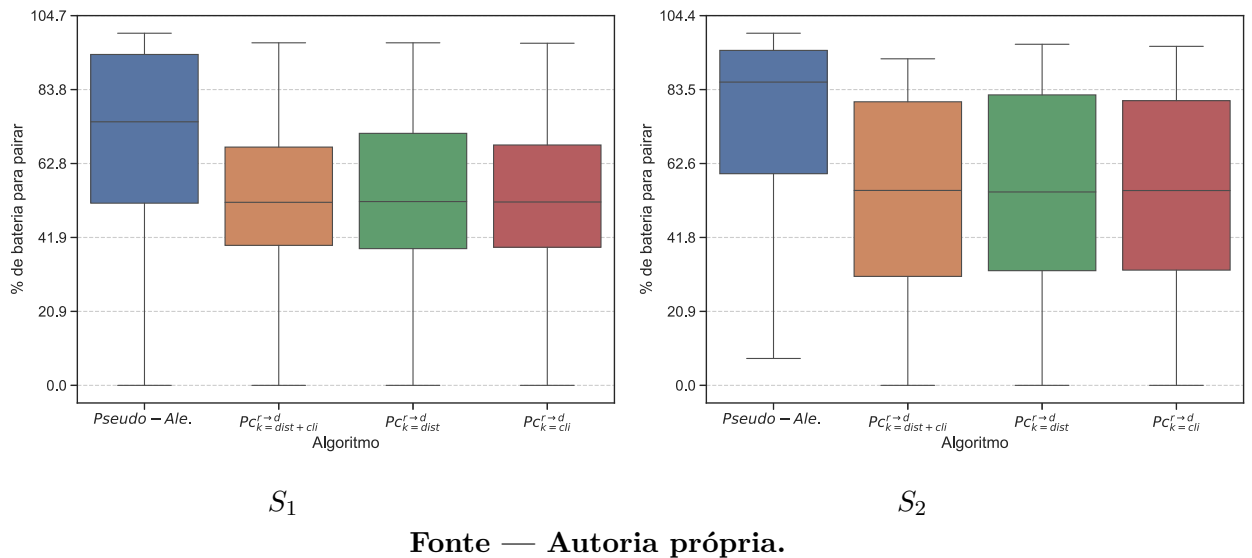 104.7
83.8
62.8
41.9
20.9
0.0
% de bateria para pairar
Pseudo − Ale.
Pc^{r→d}_{k=dist+cli}
Pc^{r→d}_{k=dist}
Pc^{r→d}_{k=cli}
Algoritmo
S_1
104.4
83.5
62.6
41.8
20.9
0.0
% de bateria para pairar
Pseudo − Ale.
Pc^{r→d}_{k=dist+cli}
Pc^{r→d}_{k=dist}
Pc^{r→d}_{k=cli}
Algoritmo
S_2
Fonte — Autoria própria.